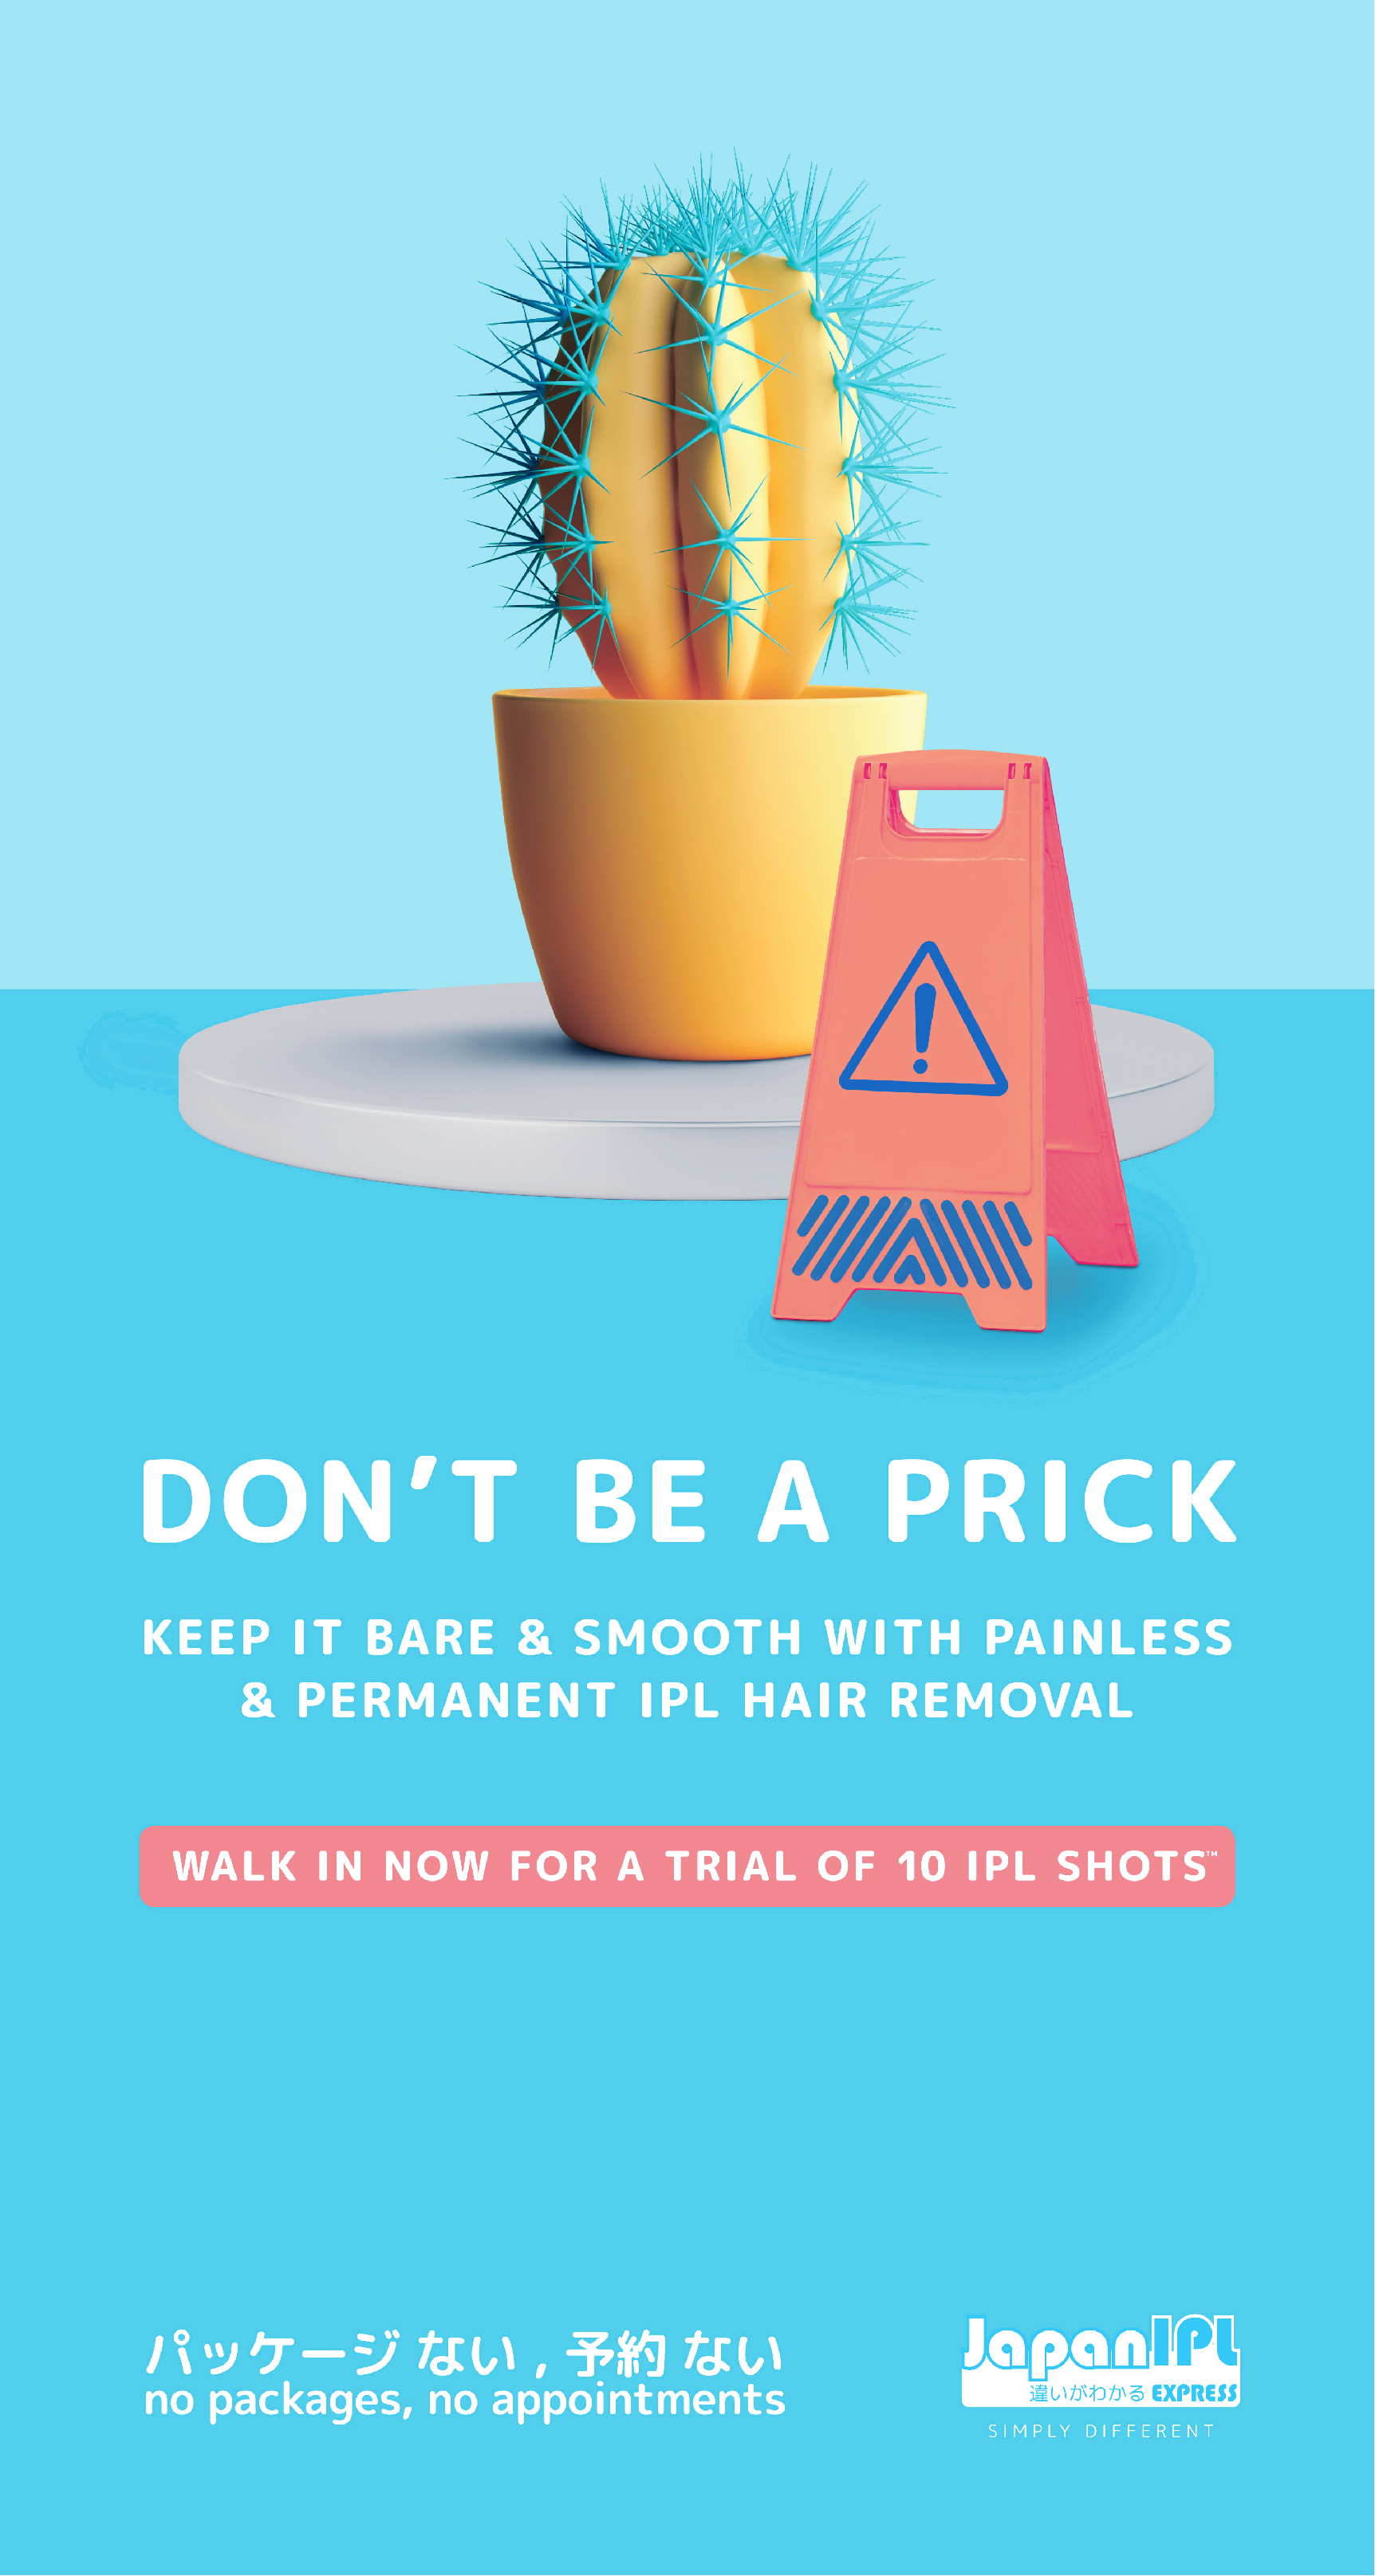 DON'T BE A PRICK
KEEP IT BARE & SMOOTH WITH PAINLESS
& PERMANENT IPL HAIR REMOVAL
WALK IN NOW FOR A TRIAL OF 10 IPL SHOTS™
パッケージ ない , 予約 ない
no packages, no appointments
JapanIPL
違いがわかる EXPRESS
SIMPLY DIFFERENT